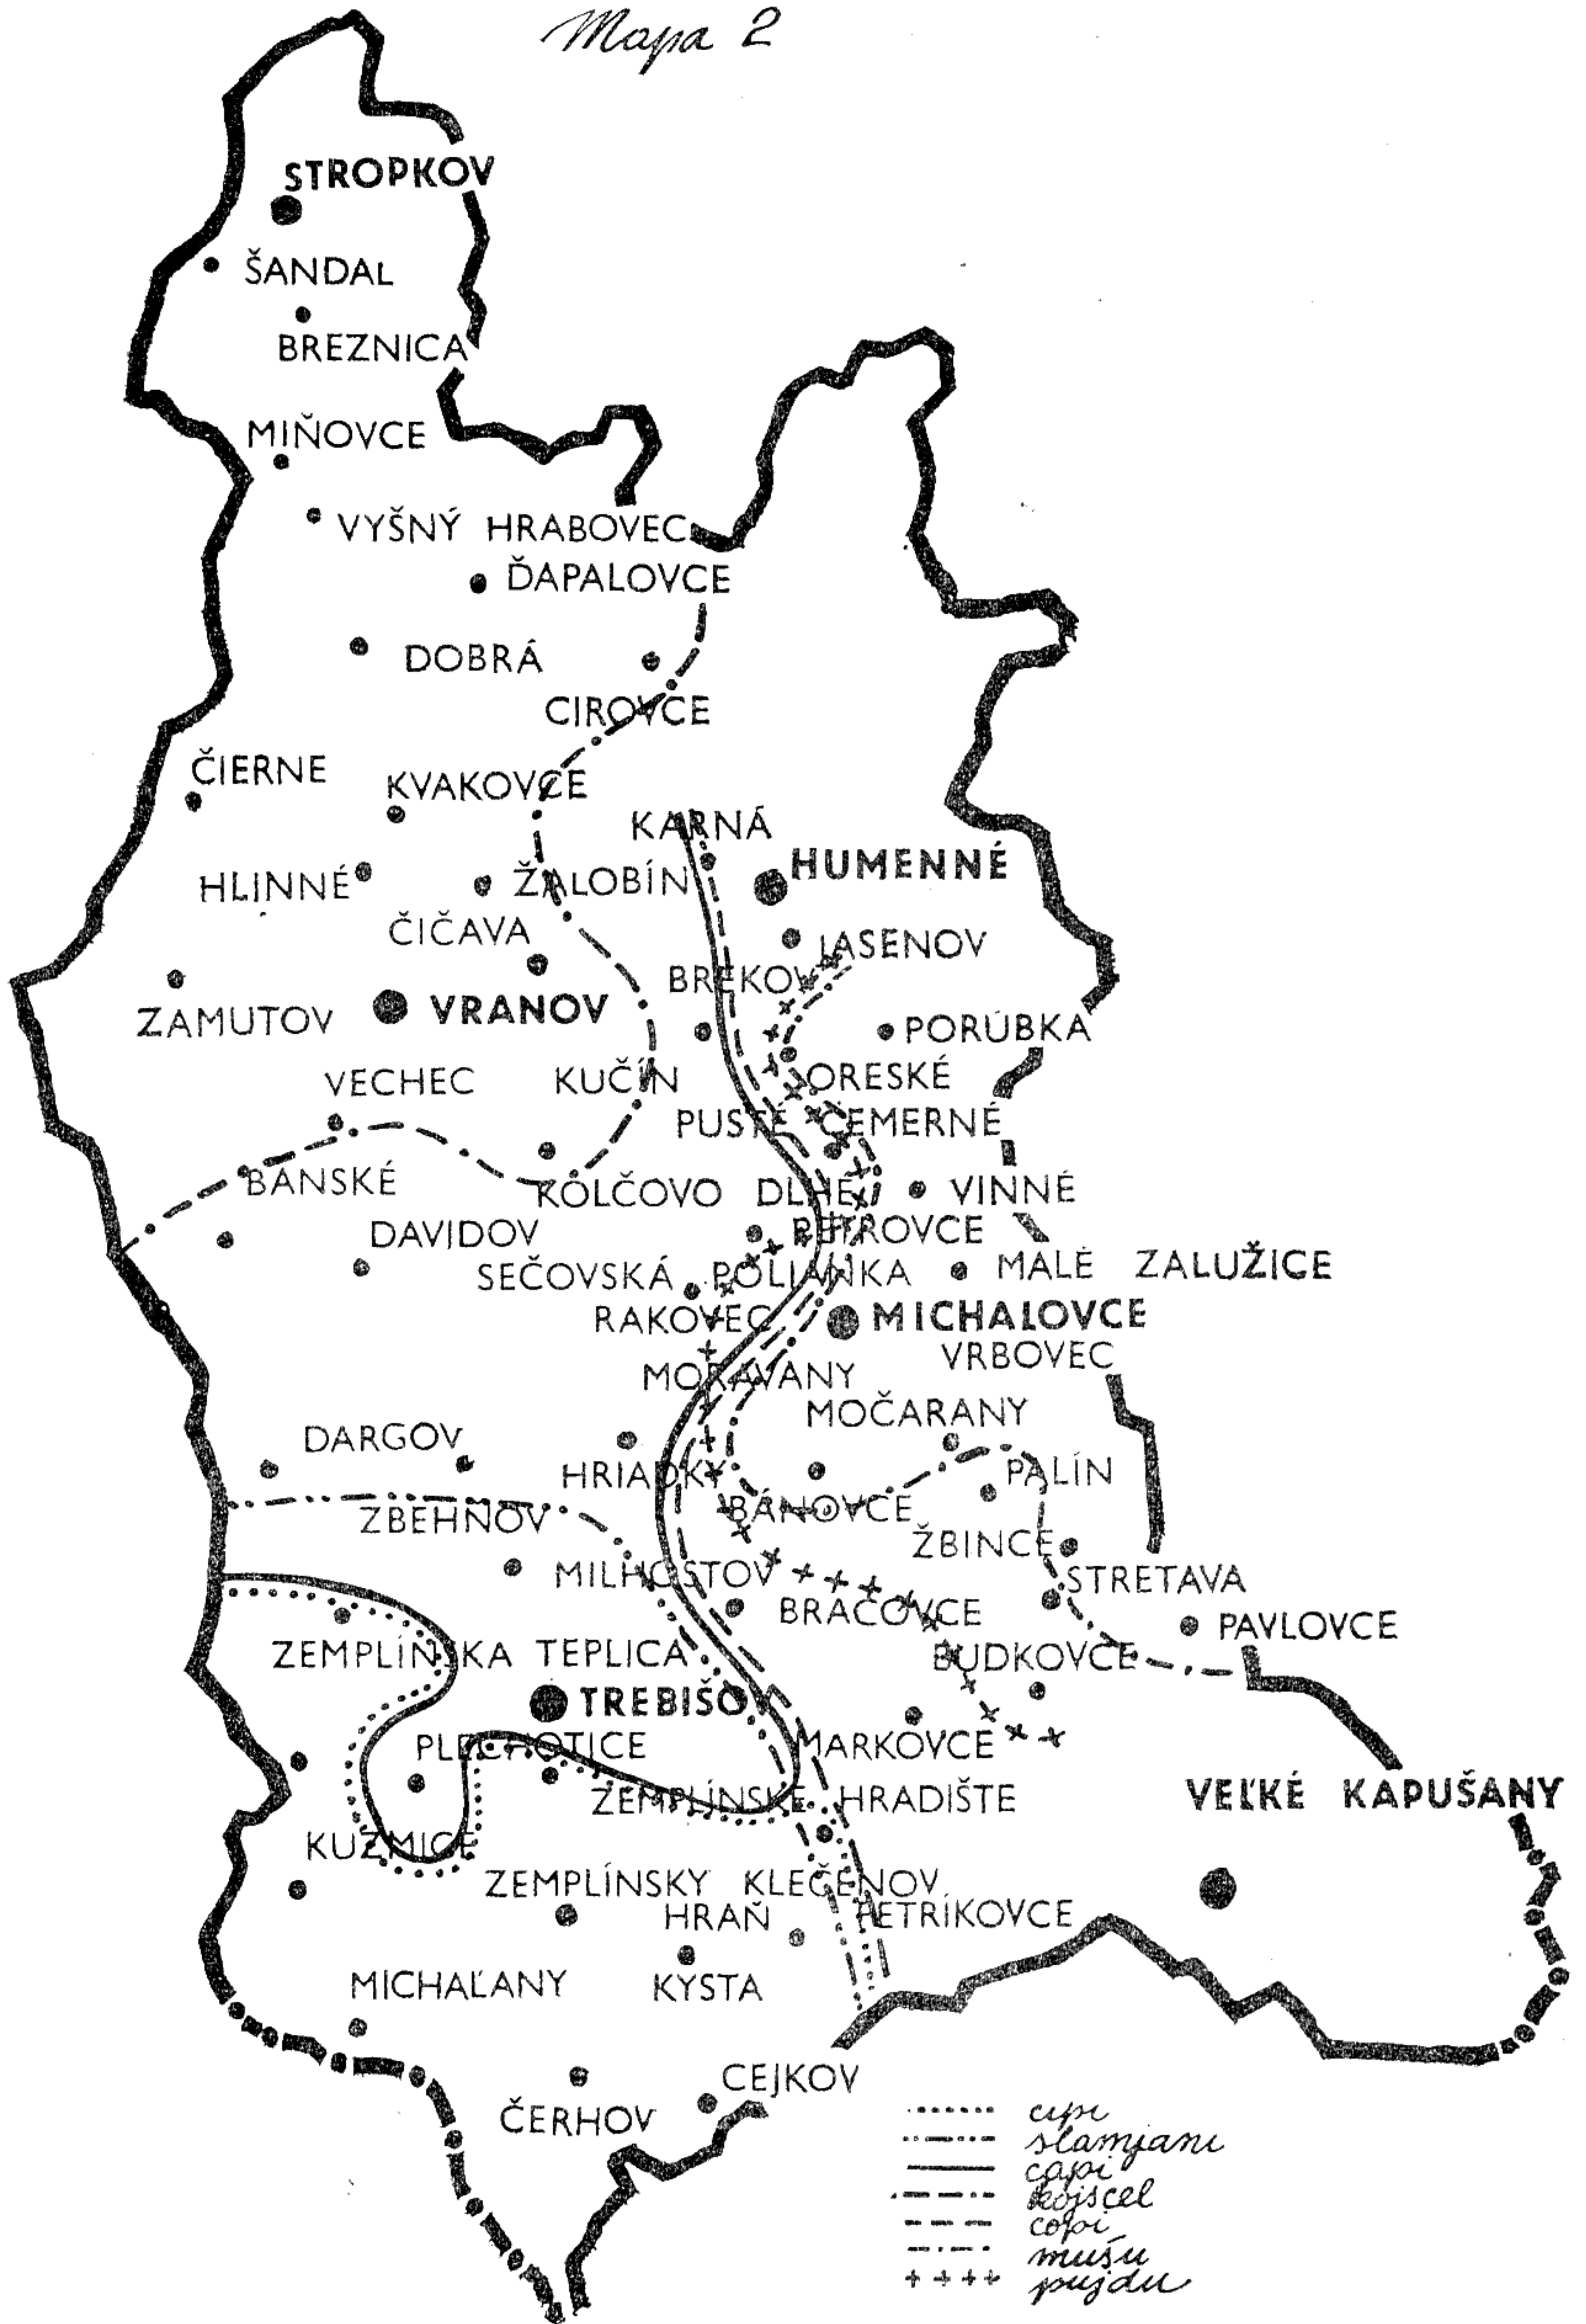 Mapa 2
STROPKOV
ŠANDAL
BREZNICA
MIŇOVCE
VYŠNÝ HRABOVEC
ĎAPALOVCE
DOBRÁ
CIROVCE
ČIERNE
KVAKOVCE
KARNÁ
HUMENNÉ
HLINNÉ
ŽALOBÍN
ČIČAVA
JASENOV
BREKOV
ZAMUTOV
VRANOV
PORÚBKA
VECHEC
KUČÍN
ORESKÉ
PUSTÉ ČEMERNÉ
BANSKÉ
KOLČOVO DLHÉ
VINNÉ
DAVIDOV
PETROVCE
SEČOVSKÁ POLIANKA
MALÉ ZALUŽICE
RAKOVEC
MICHALOVCE
VRBOVEC
MORAVANY
MOČARANY
DARGOV
HRIADKY
PALÍN
ZBEHŇOV
BÁNOVCE
ŽBINCE
MILHOSTOV
STRETAVA
BRACOVCE
PAVLOVCE
ZEMPLÍNSKA TEPLICA
BUDKOVCE
TREBIŠOV
PLECHOTICE
MARKOVCE
ZEMPLÍNSKE HRADIŠTE
VEĽKÉ KAPUŠANY
KUZMICE
ZEMPLÍNSKY KLEČENOV
HRAŇ
PETRÍKOVCE
MICHAĽANY
KYSTA
CEJKOV
ČERHOV
cipi
slamjani
capi
kojscel
copi
mušu
pujdu